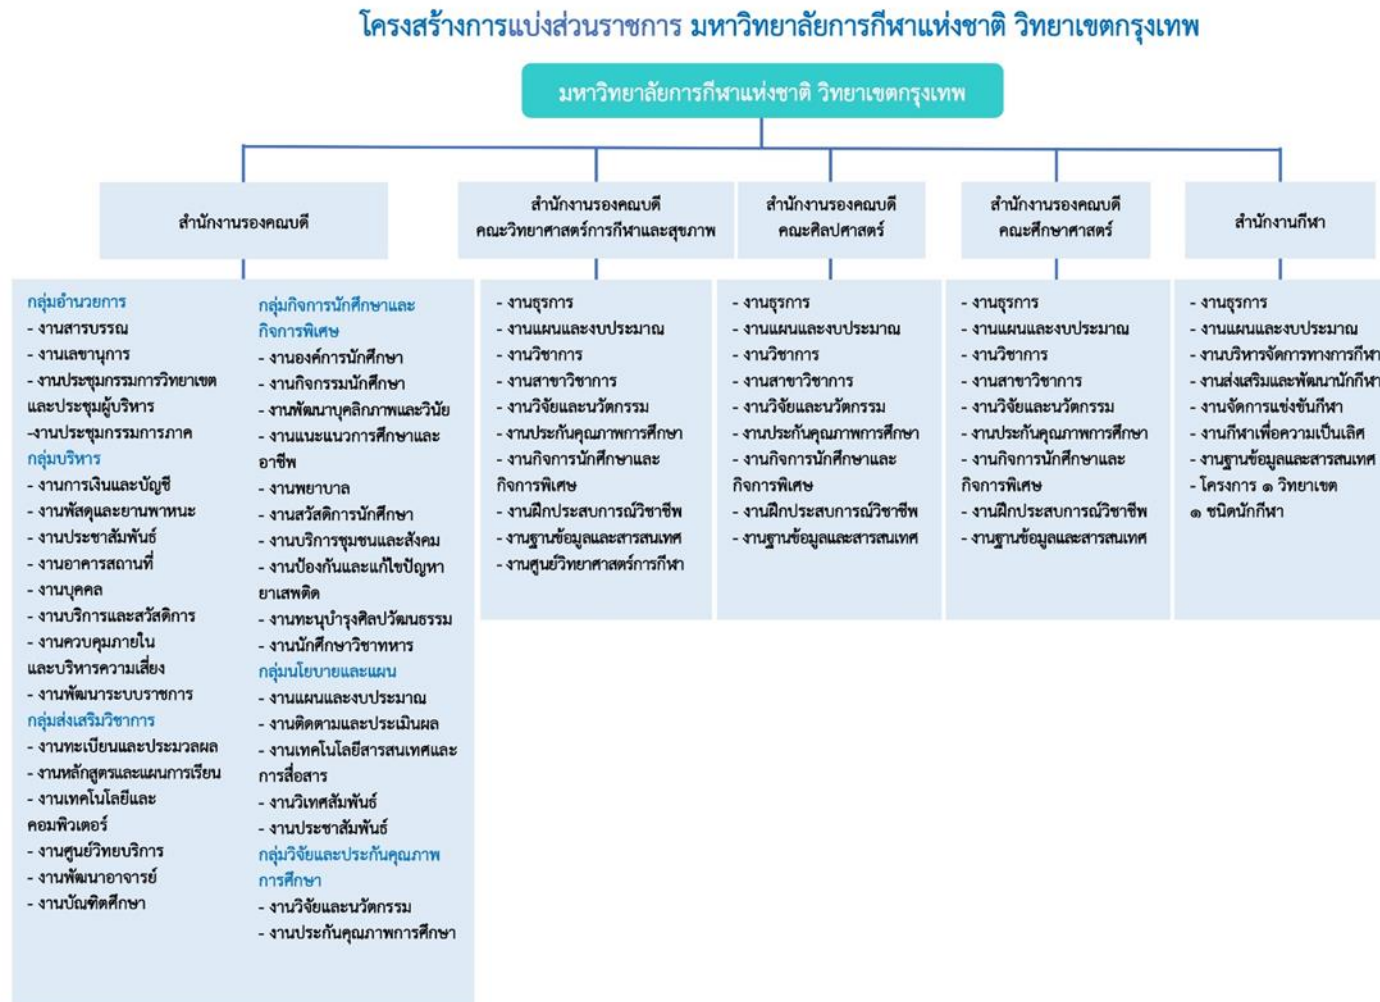 โครงสร้างการแบ่งส่วนราชการ มหาวิทยาลัยการกีฬาแห่งชาติ วิทยาเขตกรุงเทพ
มหาวิทยาลัยการกีฬาแห่งชาติ วิทยาเขตกรุงเทพ
สำนักงานรองคณบดี
กลุ่มอำนวยการ
- งานสารบรรณ
- งานเลขานุการ
- งานประชุมกรรมการวิทยาเขต
และประชุมผู้บริหาร
-งานประชุมกรรมการภาค
กลุ่มบริหาร
- งานการเงินและบัญชี
- งานพัสดุและยานพาหนะ
- งานประชาสัมพันธ์
- งานอาคารสถานที่
- งานบุคคล
- งานบริการและสวัสดิการ
- งานควบคุมภายใน
และบริหารความเสี่ยง
- งานพัฒนาระบบราชการ
กลุ่มส่งเสริมวิชาการ
- งานทะเบียนและประมวลผล
- งานหลักสูตรและแผนการเรียน
- งานเทคโนโลยีและ
คอมพิวเตอร์
- งานศูนย์วิทยบริการ
- งานพัฒนาอาจารย์
- งานบัณฑิตศึกษา
กลุ่มกิจการนักศึกษาและ
กิจการพิเศษ
- งานองค์การนักศึกษา
- งานกิจกรรมนักศึกษา
- งานพัฒนาบุคลิกภาพและวินัย
- งานแนะแนวการศึกษาและ
อาชีพ
- งานพยาบาล
- งานสวัสดิการนักศึกษา
- งานบริการชุมชนและสังคม
- งานป้องกันและแก้ไขปัญหา
ยาเสพติด
- งานทะนุบำรุงศิลปวัฒนธรรม
- งานนักศึกษาวิชาทหาร
กลุ่มนโยบายและแผน
- งานแผนและงบประมาณ
- งานติดตามและประเมินผล
- งานเทคโนโลยีสารสนเทศและ
การสื่อสาร
- งานวิเทศสัมพันธ์
- งานประชาสัมพันธ์
กลุ่มวิจัยและประกันคุณภาพ
การศึกษา
- งานวิจัยและนวัตกรรม
- งานประกันคุณภาพการศึกษา
สำนักงานรองคณบดี
คณะวิทยาศาสตร์การกีฬาและสุขภาพ
- งานธุรการ
- งานแผนและงบประมาณ
- งานวิชาการ
- งานสาขาวิชาการ
- งานวิจัยและนวัตกรรม
- งานประกันคุณภาพการศึกษา
- งานกิจการนักศึกษาและ
กิจการพิเศษ
- งานฝึกประสบการณ์วิชาชีพ
- งานฐานข้อมูลและสารสนเทศ
- งานศูนย์วิทยาศาสตร์การกีฬา
สำนักงานรองคณบดี
คณะศิลปศาสตร์
- งานธุรการ
- งานแผนและงบประมาณ
- งานวิชาการ
- งานสาขาวิชาการ
- งานวิจัยและนวัตกรรม
- งานประกันคุณภาพการศึกษา
- งานกิจการนักศึกษาและ
กิจการพิเศษ
- งานฝึกประสบการณ์วิชาชีพ
- งานฐานข้อมูลและสารสนเทศ
สำนักงานรองคณบดี
คณะศึกษาศาสตร์
- งานธุรการ
- งานแผนและงบประมาณ
- งานวิชาการ
- งานสาขาวิชาการ
- งานวิจัยและนวัตกรรม
- งานประกันคุณภาพการศึกษา
- งานกิจการนักศึกษาและ
กิจการพิเศษ
- งานฝึกประสบการณ์วิชาชีพ
- งานฐานข้อมูลและสารสนเทศ
สำนักงานกีฬา
- งานธุรการ
- งานแผนและงบประมาณ
- งานบริหารจัดการทางการกีฬา
- งานส่งเสริมและพัฒนานักกีฬา
- งานจัดการแข่งขันกีฬา
- งานกีฬาเพื่อความเป็นเลิศ
- งานฐานข้อมูลและสารสนเทศ
- โครงการ ๑ วิทยาเขต
๑ ชนิดนักกีฬา